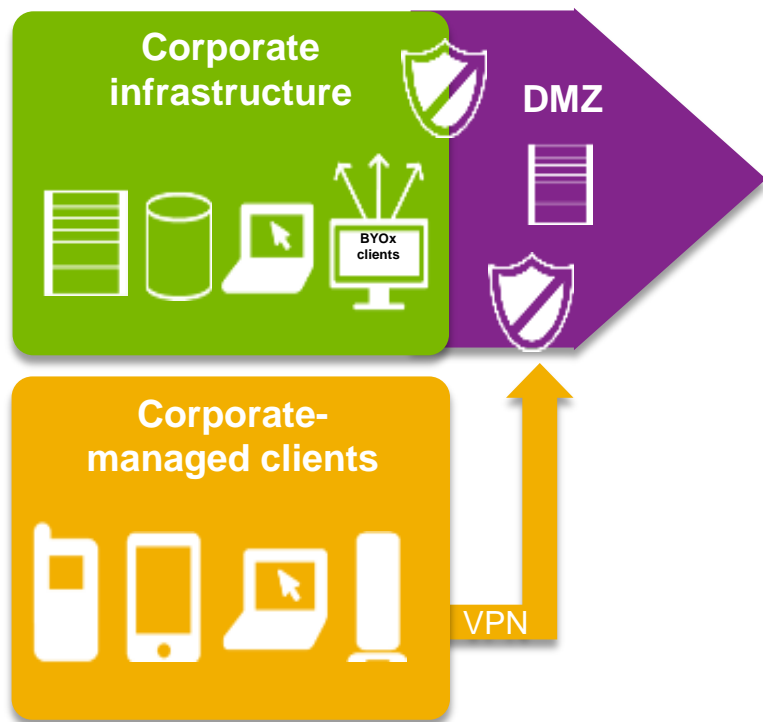 Corporate
infrastructure
DMZ
BYOx
clients
Corporate-
managed clients
VPN